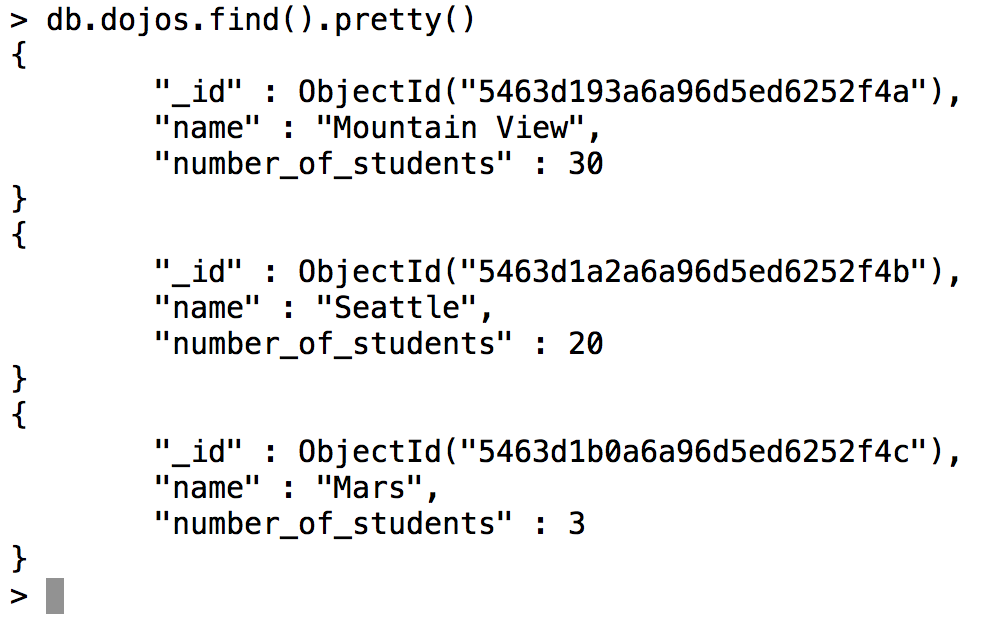 > db.dojos.find().pretty()
{
        "_id" : ObjectId("5463d193a6a96d5ed6252f4a"),
        "name" : "Mountain View",
        "number_of_students" : 30
}
{
        "_id" : ObjectId("5463d1a2a6a96d5ed6252f4b"),
        "name" : "Seattle",
        "number_of_students" : 20
}
{
        "_id" : ObjectId("5463d1b0a6a96d5ed6252f4c"),
        "name" : "Mars",
        "number_of_students" : 3
}
>